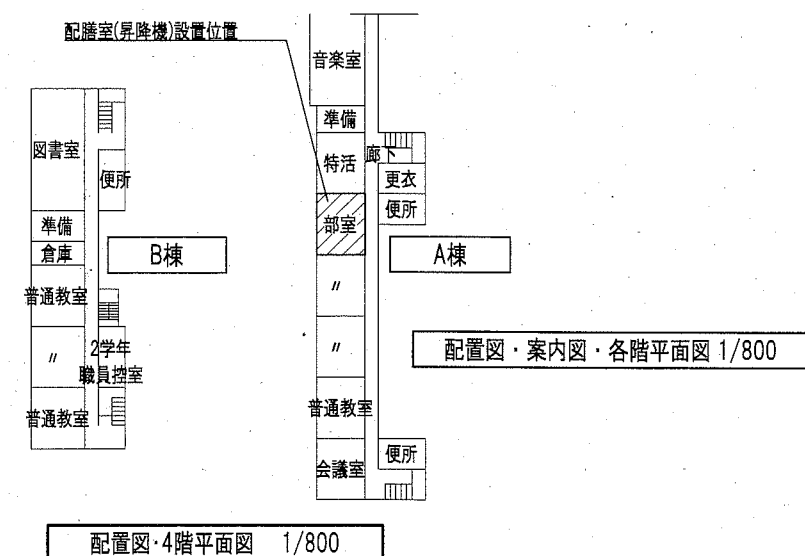 配膳室(昇降機)設置位置
図書室
便所
準備
倉庫
B棟
普通教室
〃
2学年
職員控室
普通教室
音楽室
準備
特活
廊下
更衣
便所
部室
A棟
〃
〃
普通教室
会議室
便所
配置図・案内図・各階平面図 1/800
配置図・4階平面図 1/800